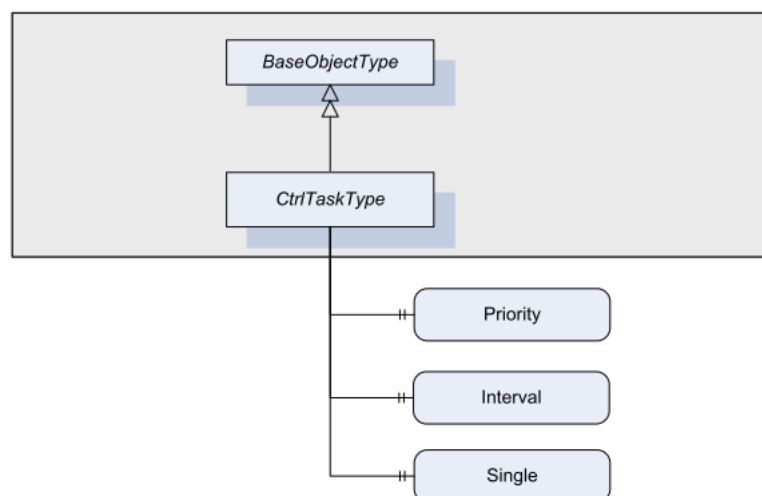 BaseObjectType
CtrlTaskType
Priority
Interval
Single